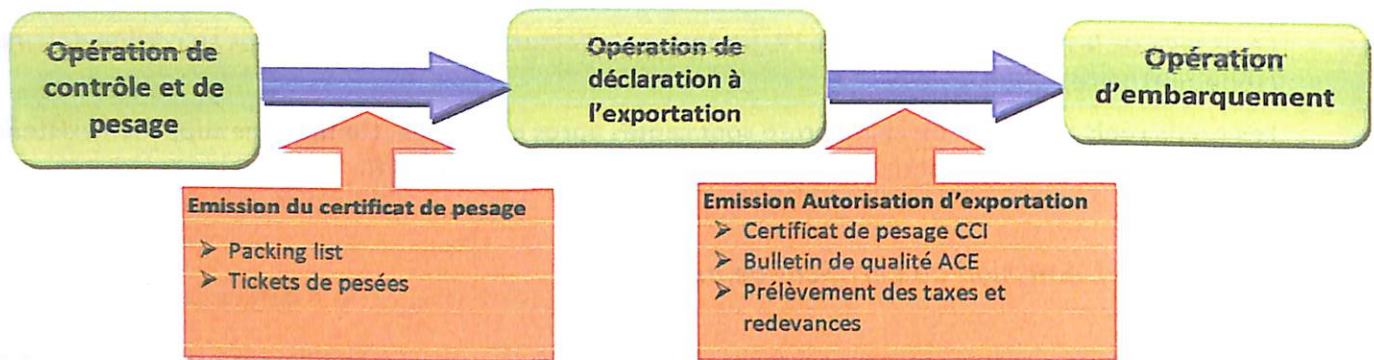 Opération de
contrôle et de
pesage
Opération de
déclaration à
l'exportation
Opération
d'embarquement
Emission du certificat de pesage
➢ Packing list
➢ Tickets de pesées
Emission Autorisation d'exportation
➢ Certificat de pesage CCI
➢ Bulletin de qualité ACE
➢ Prélèvement des taxes et
redevances